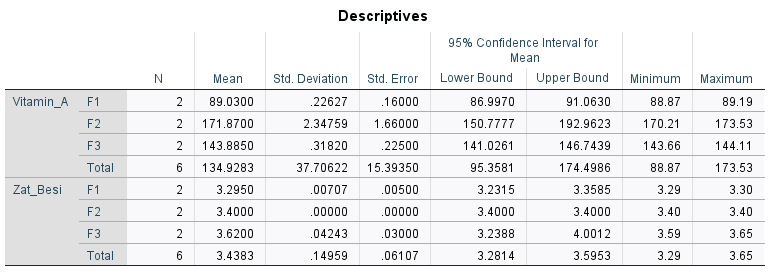 Descriptives
95% Confidence Interval for Mean
N Mean Std. Deviation Std. Error Lower Bound Upper Bound Minimum Maximum
Vitamin_A F1 2 89.0300 .22627 .16000 86.9970 91.0630 88.87 89.19
F2 2 171.8700 2.34759 1.66000 150.7777 192.9623 170.21 173.53
F3 2 143.8850 .31820 .22500 141.0261 146.7439 143.66 144.11
Total 6 134.9283 37.70622 15.39350 95.3581 174.4986 88.87 173.53
Zat_Besi F1 2 3.2950 .00707 .00500 3.2315 3.3585 3.29 3.30
F2 2 3.4000 .00000 .00000 3.4000 3.4000 3.40 3.40
F3 2 3.6200 .04243 .03000 3.2388 4.0012 3.59 3.65
Total 6 3.4383 .14959 .06107 3.2814 3.5953 3.29 3.65